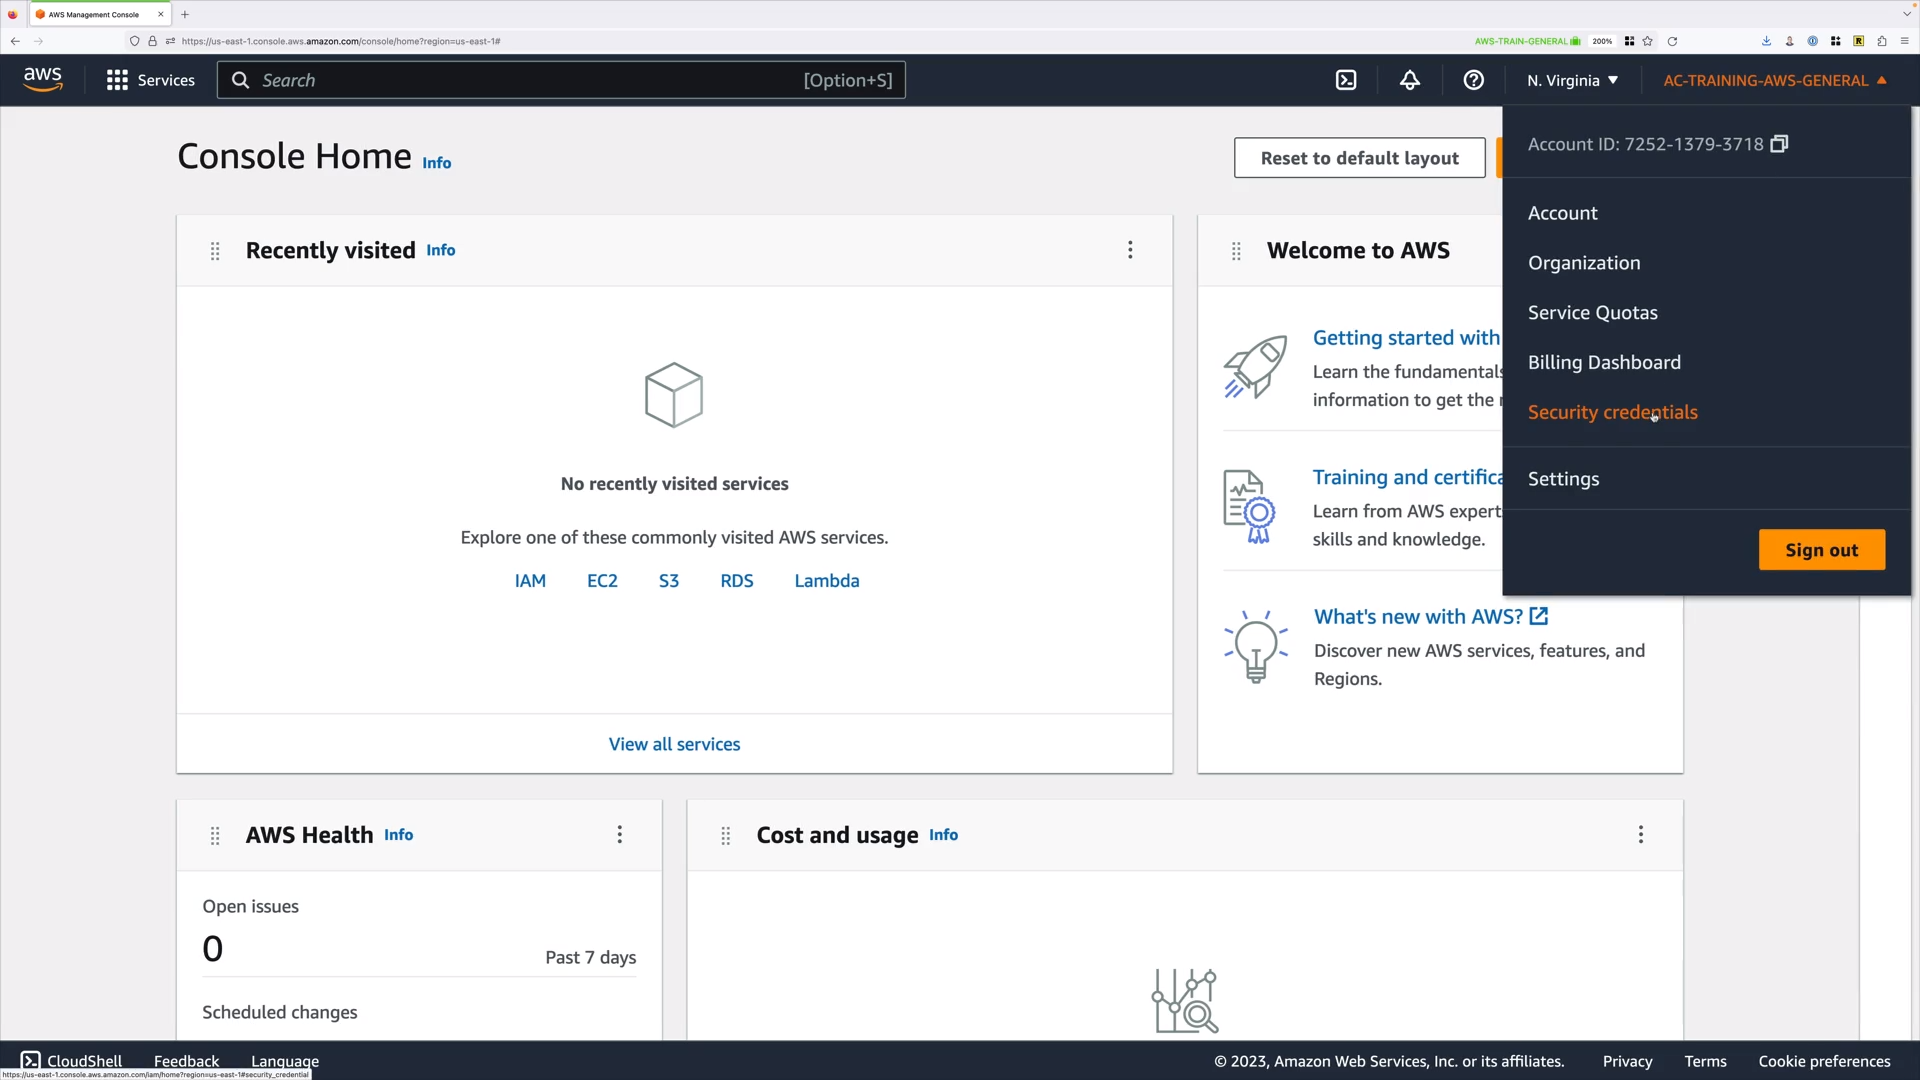 AWS Management Console
https://us-east-1.console.aws.amazon.com/console/home?region=us-east-1#
AWS-TRAIN-GENERAL
200%
aws
Services
Search
[Option+S]
N. Virginia
AC-TRAINING-AWS-GENERAL
Console Home Info
Reset to default layout
Account ID: 7252-1379-3718
Account
Organization
Service Quotas
Billing Dashboard
Security credentials
Settings
Sign out
Recently visited Info
No recently visited services
Explore one of these commonly visited AWS services.
IAM EC2 S3 RDS Lambda
View all services
Welcome to AWS
Getting started with
Learn the fundamentals
information to get the
Training and certifica
Learn from AWS expert
skills and knowledge.
What's new with AWS?
Discover new AWS services, features, and
Regions.
AWS Health Info
Open issues
0
Past 7 days
Scheduled changes
Cost and usage Info
CloudShell Feedback Language
© 2023, Amazon Web Services, Inc. or its affiliates. Privacy Terms Cookie preferences
https://us-east-1.console.aws.amazon.com/iam/home?region=us-east-1#security_credential